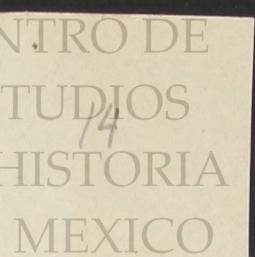 NTRO DE
TUDIOS
14
HISTORIA
MEXICO